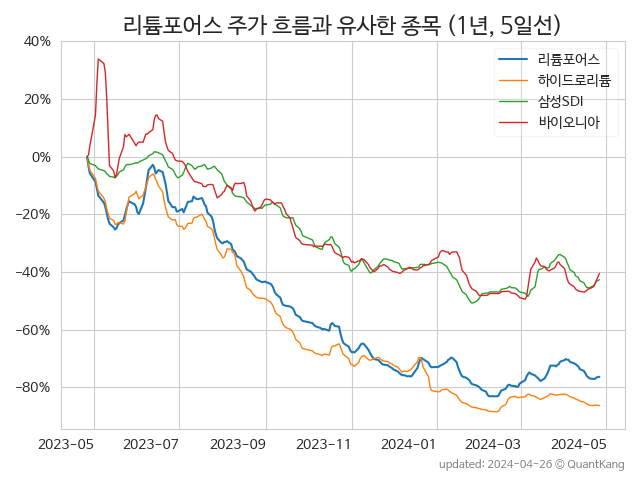 리튬포어스 주가 흐름과 유사한 종목 (1년, 5일선)
40%
20%
0%
−20%
−40%
−60%
−80%
리튬포어스
하이드로리튬
삼성SDI
바이오니아
2023-05 2023-07 2023-09 2023-11 2024-01 2024-03 2024-05
updated: 2024-04-26 © QuantKang